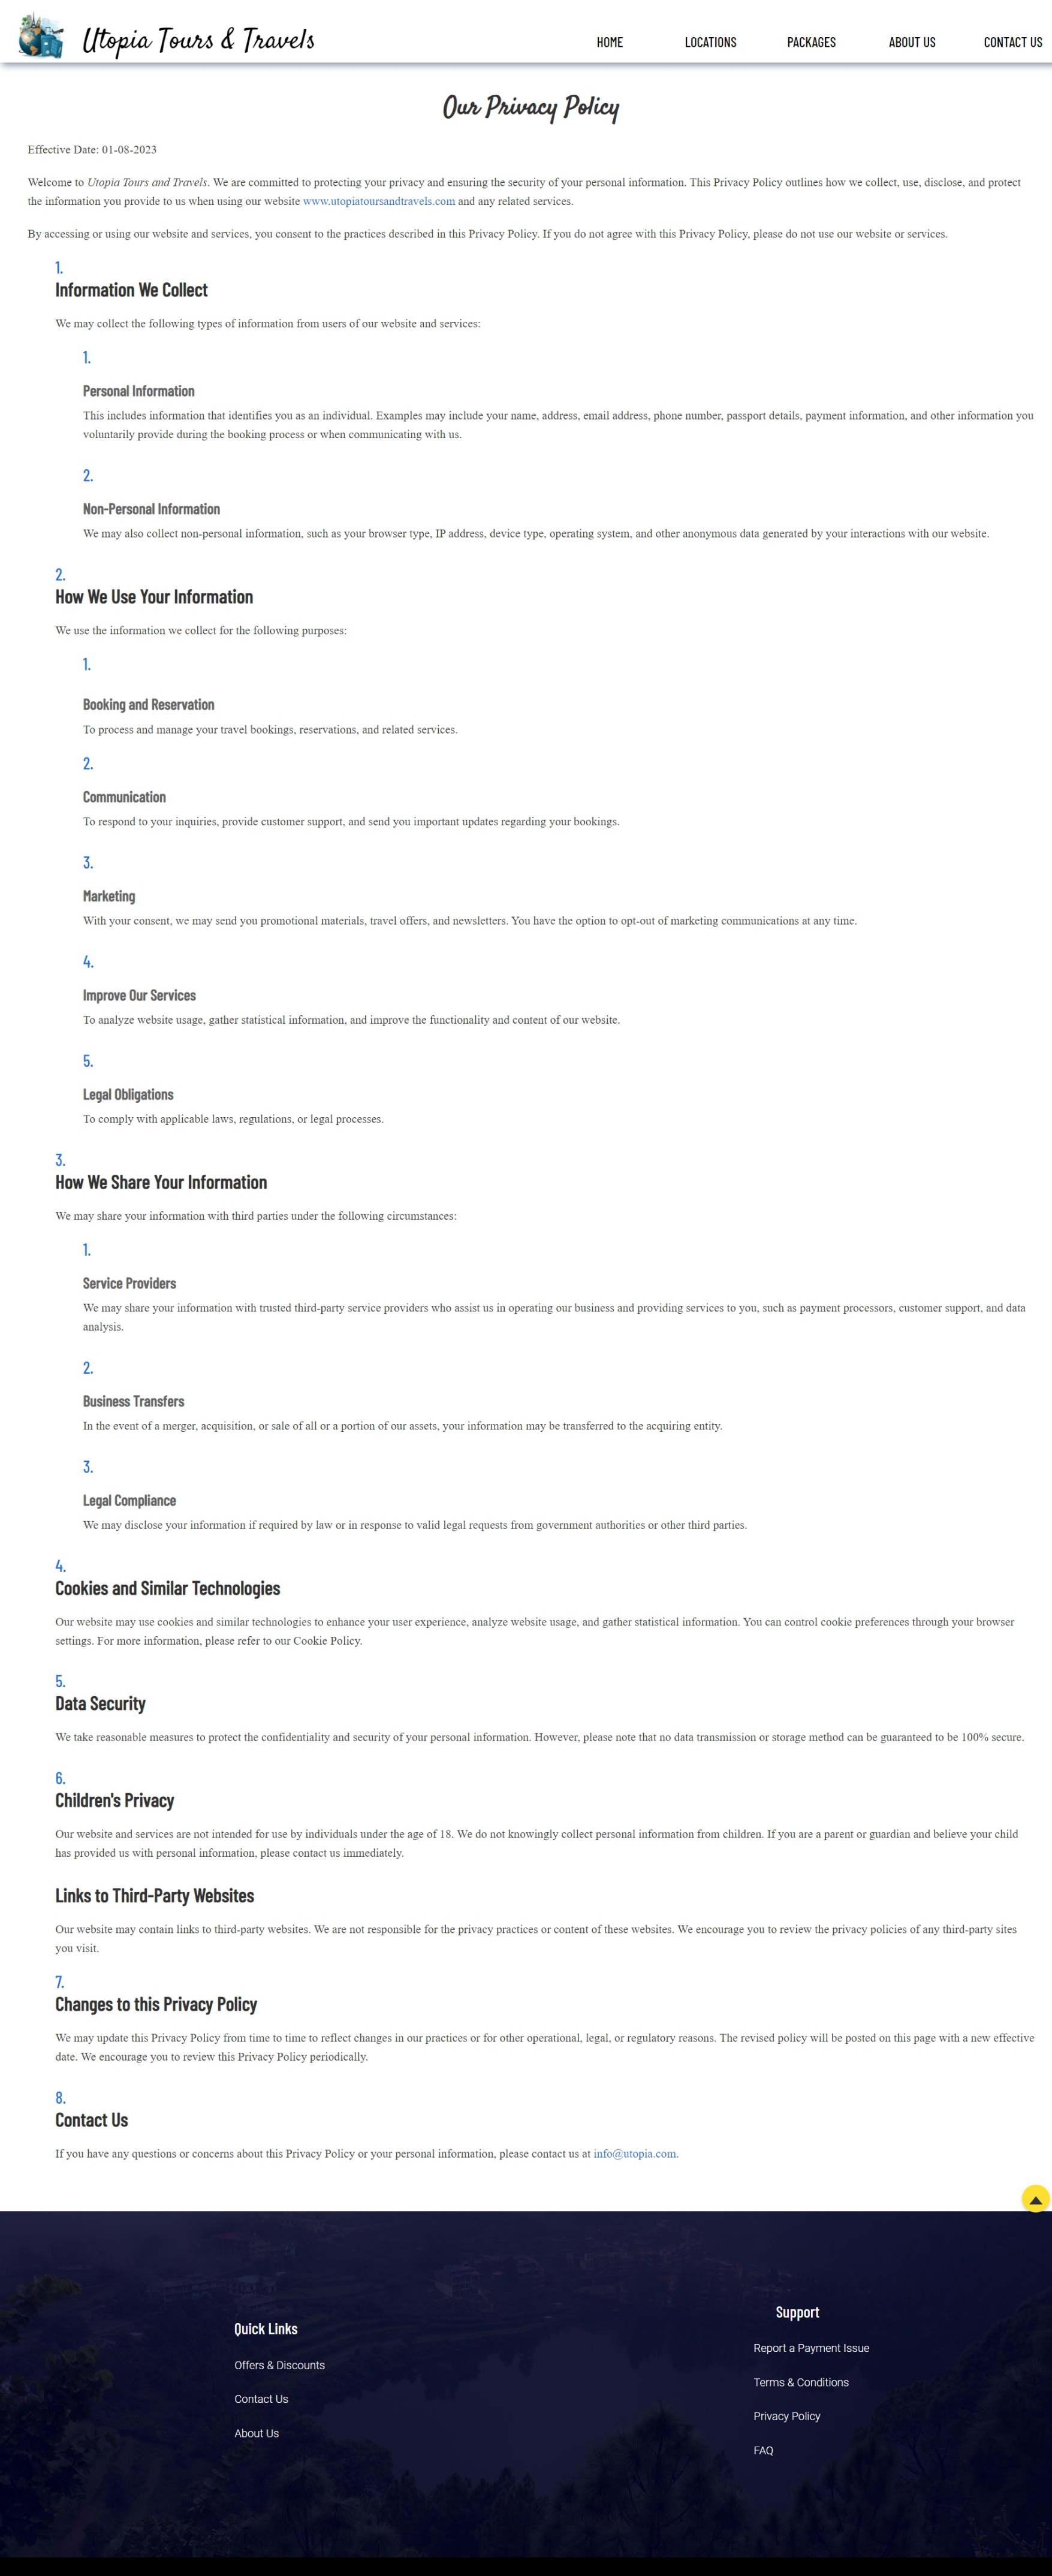 Utopia Tours & Travels
HOME LOCATIONS PACKAGES ABOUT US CONTACT US
Our Privacy Policy
Effective Date: 01-08-2023
Welcome to Utopia Tours and Travels. We are committed to protecting your privacy and ensuring the security of your personal information. This Privacy Policy outlines how we collect, use, disclose, and protect
the information you provide to us when using our website www.utopiatoursandtravels.com and any related services.
By accessing or using our website and services, you consent to the practices described in this Privacy Policy. If you do not agree with this Privacy Policy, please do not use our website or services.
1.
Information We Collect
We may collect the following types of information from users of our website and services:
1.
Personal Information
This includes information that identifies you as an individual. Examples may include your name, address, email address, phone number, passport details, payment information, and other information you
voluntarily provide during the booking process or when communicating with us.
2.
Non-Personal Information
We may also collect non-personal information, such as your browser type, IP address, device type, operating system, and other anonymous data generated by your interactions with our website.
2.
How We Use Your Information
We use the information we collect for the following purposes:
1.
Booking and Reservation
To process and manage your travel bookings, reservations, and related services.
2.
Communication
To respond to your inquiries, provide customer support, and send you important updates regarding your bookings.
3.
Marketing
With your consent, we may send you promotional materials, travel offers, and newsletters. You have the option to opt-out of marketing communications at any time.
4.
Improve Our Services
To analyze website usage, gather statistical information, and improve the functionality and content of our website.
5.
Legal Obligations
To comply with applicable laws, regulations, or legal processes.
3.
How We Share Your Information
We may share your information with third parties under the following circumstances:
1.
Service Providers
We may share your information with trusted third-party service providers who assist us in operating our business and providing services to you, such as payment processors, customer support, and data
analysis.
2.
Business Transfers
In the event of a merger, acquisition, or sale of all or a portion of our assets, your information may be transferred to the acquiring entity.
3.
Legal Compliance
We may disclose your information if required by law or in response to valid legal requests from government authorities or other third parties.
4.
Cookies and Similar Technologies
Our website may use cookies and similar technologies to enhance your user experience, analyze website usage, and gather statistical information. You can control cookie preferences through your browser
settings. For more information, please refer to our Cookie Policy.
5.
Data Security
We take reasonable measures to protect the confidentiality and security of your personal information. However, please note that no data transmission or storage method can be guaranteed to be 100% secure.
6.
Children's Privacy
Our website and services are not intended for use by individuals under the age of 18. We do not knowingly collect personal information from children. If you are a parent or guardian and believe your child
has provided us with personal information, please contact us immediately.
Links to Third-Party Websites
Our website may contain links to third-party websites. We are not responsible for the privacy practices or content of these websites. We encourage you to review the privacy policies of any third-party sites
you visit.
7.
Changes to this Privacy Policy
We may update this Privacy Policy from time to time to reflect changes in our practices or for other operational, legal, or regulatory reasons. The revised policy will be posted on this page with a new effective
date. We encourage you to review this Privacy Policy periodically.
8.
Contact Us
If you have any questions or concerns about this Privacy Policy or your personal information, please contact us at info@utopia.com.
Quick Links
Offers & Discounts
Contact Us
About Us
Support
Report a Payment Issue
Terms & Conditions
Privacy Policy
FAQ